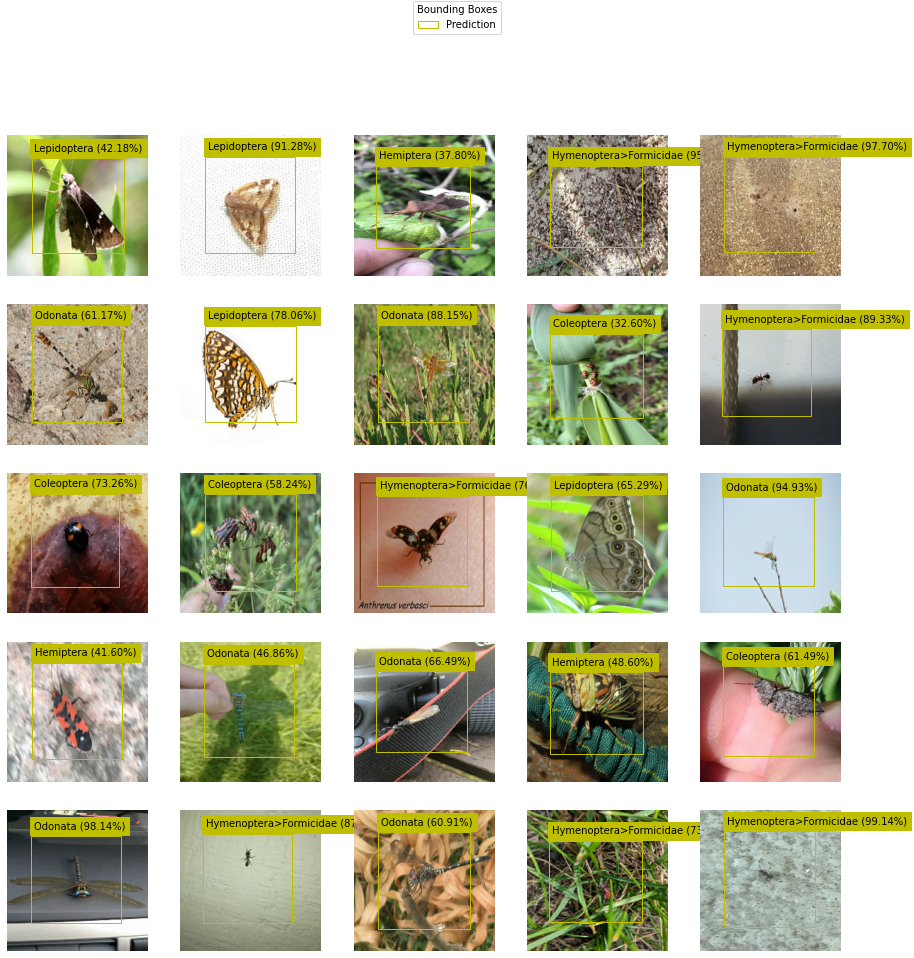 Bounding Boxes
Prediction
Lepidoptera (42.18%)
Lepidoptera (91.28%)
Hemiptera (37.80%)
Hymenoptera>Formicidae (95
Hymenoptera>Formicidae (97.70%)
Odonata (61.17%)
Lepidoptera (78.06%)
Odonata (88.15%)
Coleoptera (32.60%)
Hymenoptera>Formicidae (89.33%)
Coleoptera (73.26%)
Coleoptera (58.24%)
Hymenoptera>Formicidae (76
Lepidoptera (65.29%)
Odonata (94.93%)
Anthrenus verbasci
Hemiptera (41.60%)
Odonata (46.86%)
Odonata (66.49%)
Hemiptera (48.60%)
Coleoptera (61.49%)
Odonata (98.14%)
Hymenoptera>Formicidae (87
Odonata (60.91%)
Hymenoptera>Formicidae (73
Hymenoptera>Formicidae (99.14%)